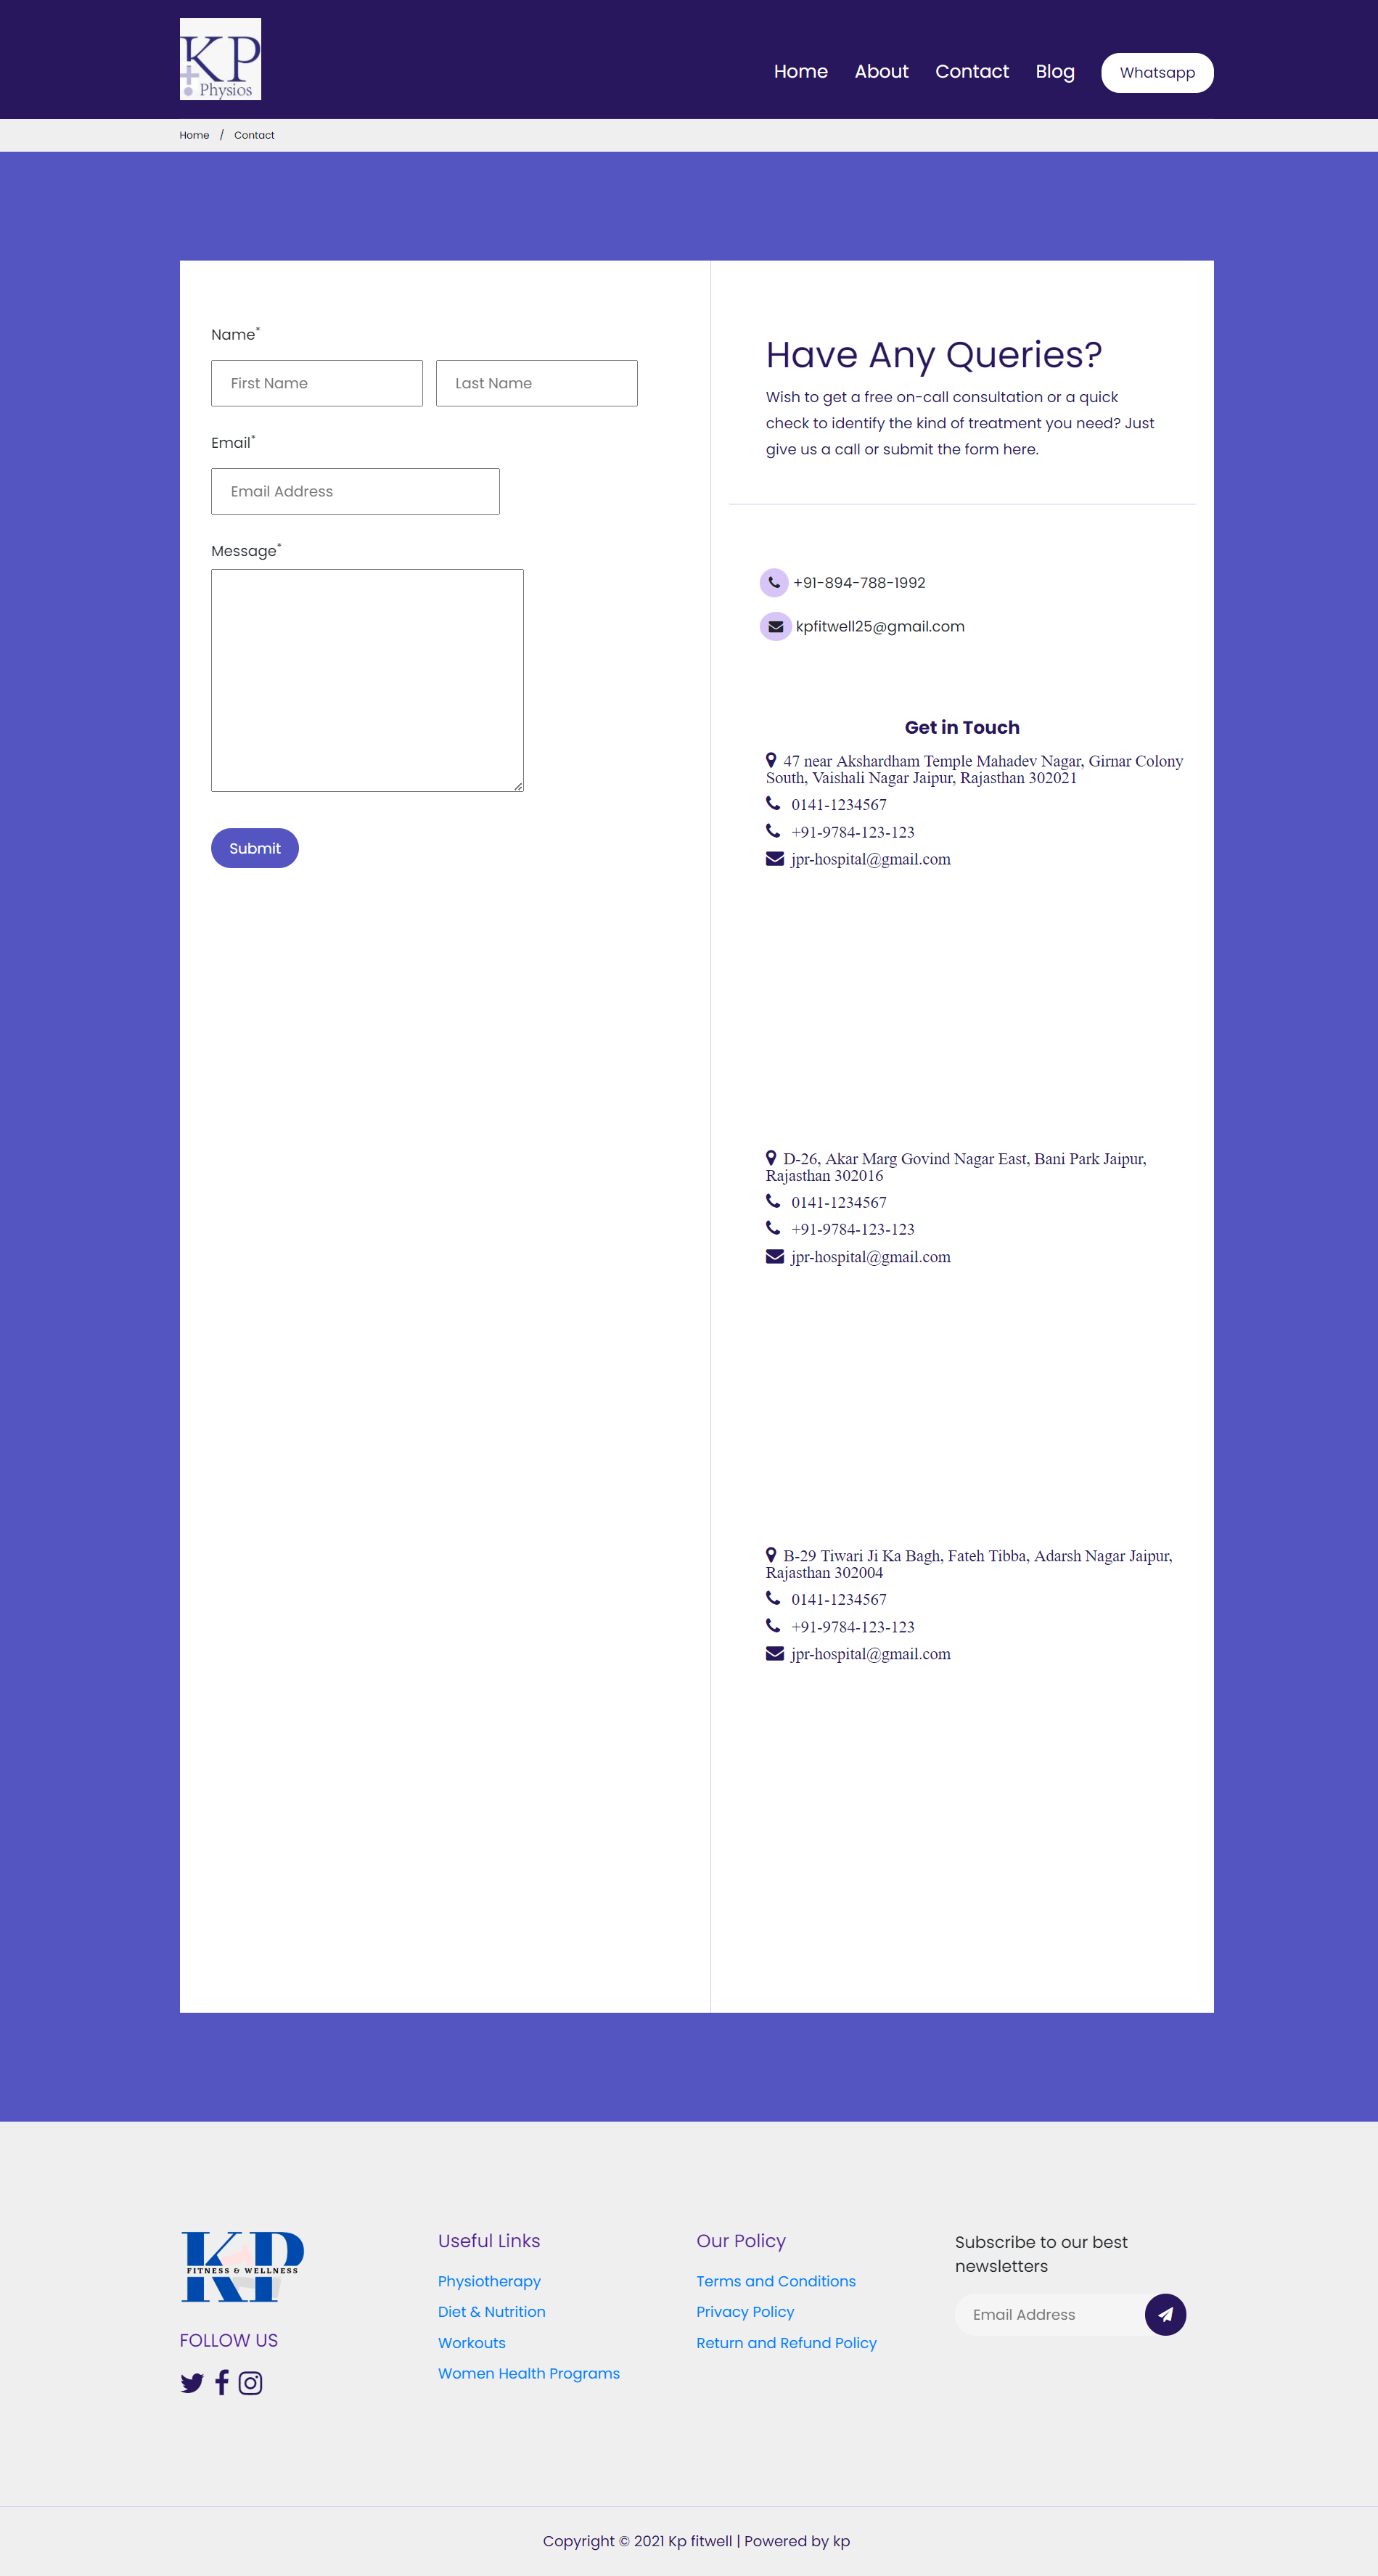 KP
Physios
Home About Contact Blog Whatsapp
Home / Contact
Name*
First Name Last Name
Email*
Email Address
Message*
Submit
Have Any Queries?
Wish to get a free on-call consultation or a quick
check to identify the kind of treatment you need? Just
give us a call or submit the form here.
+91-894-788-1992
kpfitwell25@gmail.com
Get in Touch
47 near Akshardham Temple Mahadev Nagar, Girnar Colony
South, Vaishali Nagar Jaipur, Rajasthan 302021
0141-1234567
+91-9784-123-123
jpr-hospital@gmail.com
D-26, Akar Marg Govind Nagar East, Bani Park Jaipur,
Rajasthan 302016
0141-1234567
+91-9784-123-123
jpr-hospital@gmail.com
B-29 Tiwari Ji Ka Bagh, Fateh Tibba, Adarsh Nagar Jaipur,
Rajasthan 302004
0141-1234567
+91-9784-123-123
jpr-hospital@gmail.com
KP
FITNESS & WELLNESS
FOLLOW US
Useful Links
Physiotherapy
Diet & Nutrition
Workouts
Women Health Programs
Our Policy
Terms and Conditions
Privacy Policy
Return and Refund Policy
Subscribe to our best
newsletters
Email Address
Copyright © 2021 Kp fitwell | Powered by kp